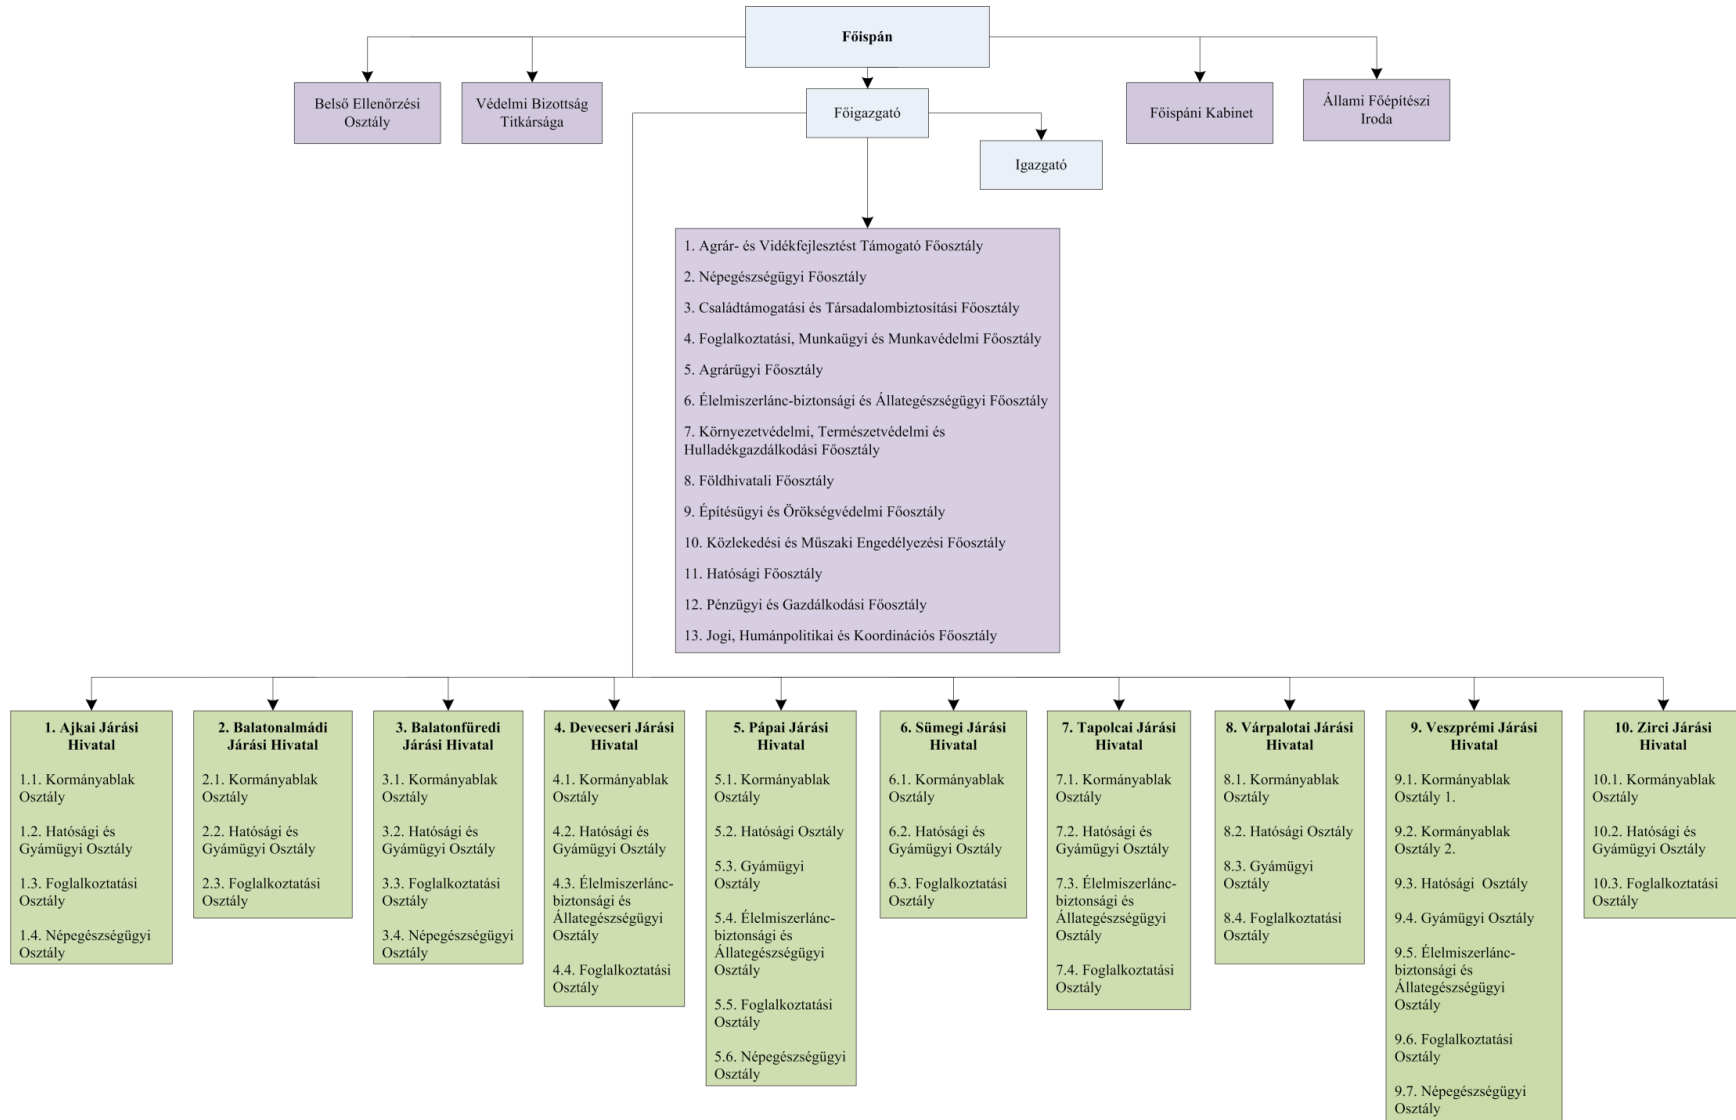 Főispán
Belső Ellenőrzési
Osztály
Védelmi Bizottság
Titkársága
Főigazgató
Főispáni Kabinet
Állami Főépítészi
Iroda
Igazgató
1. Agrár- és Vidékfejlesztést Támogató Főosztály
2. Népegészségügyi Főosztály
3. Családtámogatási és Társadalombiztosítási Főosztály
4. Foglalkoztatási, Munkaügyi és Munkavédelmi Főosztály
5. Agrárügyi Főosztály
6. Élelmiszerlánc-biztonsági és Állategészségügyi Főosztály
7. Környezetvédelmi, Természetvédelmi és
Hulladékgazdálkodási Főosztály
8. Földhivatali Főosztály
9. Építésügyi és Örökségvédelmi Főosztály
10. Közlekedési és Műszaki Engedélyezési Főosztály
11. Hatósági Főosztály
12. Pénzügyi és Gazdálkodási Főosztály
13. Jogi, Humánpolitikai és Koordinációs Főosztály
1. Ajkai Járási
Hivatal
1.1. Kormányablak
Osztály
1.2. Hatósági és
Gyámügyi Osztály
1.3. Foglalkoztatási
Osztály
1.4. Népegészségügyi
Osztály
2. Balatonalmádi
Járási Hivatal
2.1. Kormányablak
Osztály
2.2. Hatósági és
Gyámügyi Osztály
2.3. Foglalkoztatási
Osztály
3. Balatonfüredi
Járási Hivatal
3.1. Kormányablak
Osztály
3.2. Hatósági és
Gyámügyi Osztály
3.3. Foglalkoztatási
Osztály
3.4. Népegészségügyi
Osztály
4. Devecseri Járási
Hivatal
4.1. Kormányablak
Osztály
4.2. Hatósági és
Gyámügyi Osztály
4.3. Élelmiszerlánc-
biztonsági és
Állategészségügyi
Osztály
4.4. Foglalkoztatási
Osztály
5. Pápai Járási
Hivatal
5.1. Kormányablak
Osztály
5.2. Hatósági Osztály
5.3. Gyámügyi
Osztály
5.4. Élelmiszerlánc-
biztonsági és
Állategészségügyi
Osztály
5.5. Foglalkoztatási
Osztály
5.6. Népegészségügyi
Osztály
6. Sümegi Járási
Hivatal
6.1. Kormányablak
Osztály
6.2. Hatósági és
Gyámügyi Osztály
6.3. Foglalkoztatási
Osztály
7. Tapolcai Járási
Hivatal
7.1. Kormányablak
Osztály
7.2. Hatósági és
Gyámügyi Osztály
7.3. Élelmiszerlánc-
biztonsági és
Állategészségügyi
Osztály
7.4. Foglalkoztatási
Osztály
8. Várpalotai Járási
Hivatal
8.1. Kormányablak
Osztály
8.2. Hatósági Osztály
8.3. Gyámügyi
Osztály
8.4. Foglalkoztatási
Osztály
9. Veszprémi Járási
Hivatal
9.1. Kormányablak
Osztály 1.
9.2. Kormányablak
Osztály 2.
9.3. Hatósági Osztály
9.4. Gyámügyi Osztály
9.5. Élelmiszerlánc-
biztonsági és
Állategészségügyi
Osztály
9.6. Foglalkoztatási
Osztály
9.7. Népegészségügyi
Osztály
10. Zirci Járási
Hivatal
10.1. Kormányablak
Osztály
10.2. Hatósági és
Gyámügyi Osztály
10.3. Foglalkoztatási
Osztály